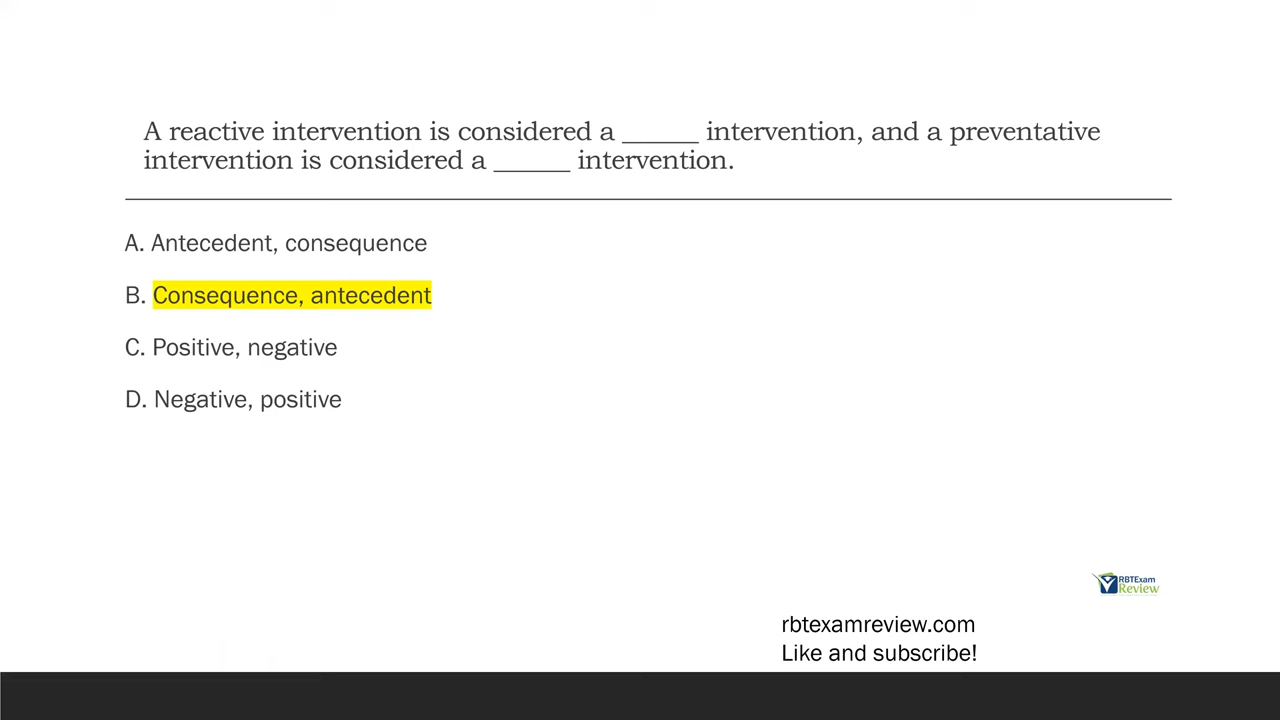 A reactive intervention is considered a ______ intervention, and a preventative
intervention is considered a ______ intervention.
A. Antecedent, consequence
B. Consequence, antecedent
C. Positive, negative
D. Negative, positive
RBTExam
Review
rbtexamreview.com
Like and subscribe!